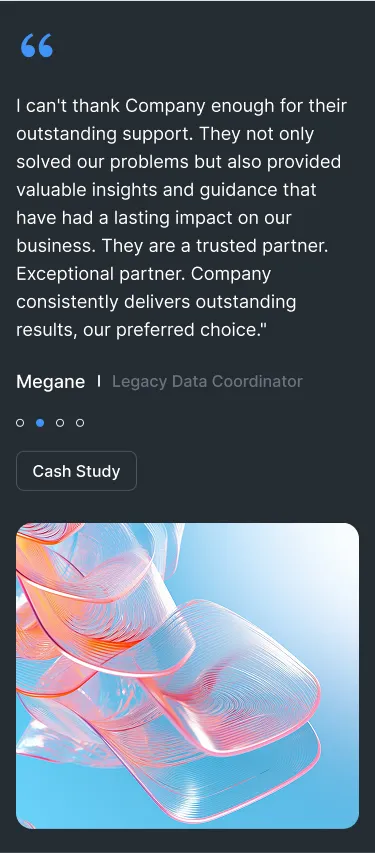 “
I can't thank Company enough for their
outstanding support. They not only
solved our problems but also provided
valuable insights and guidance that
have had a lasting impact on our
business. They are a trusted partner.
Exceptional partner. Company
consistently delivers outstanding
results, our preferred choice."
Megane | Legacy Data Coordinator
Cash Study